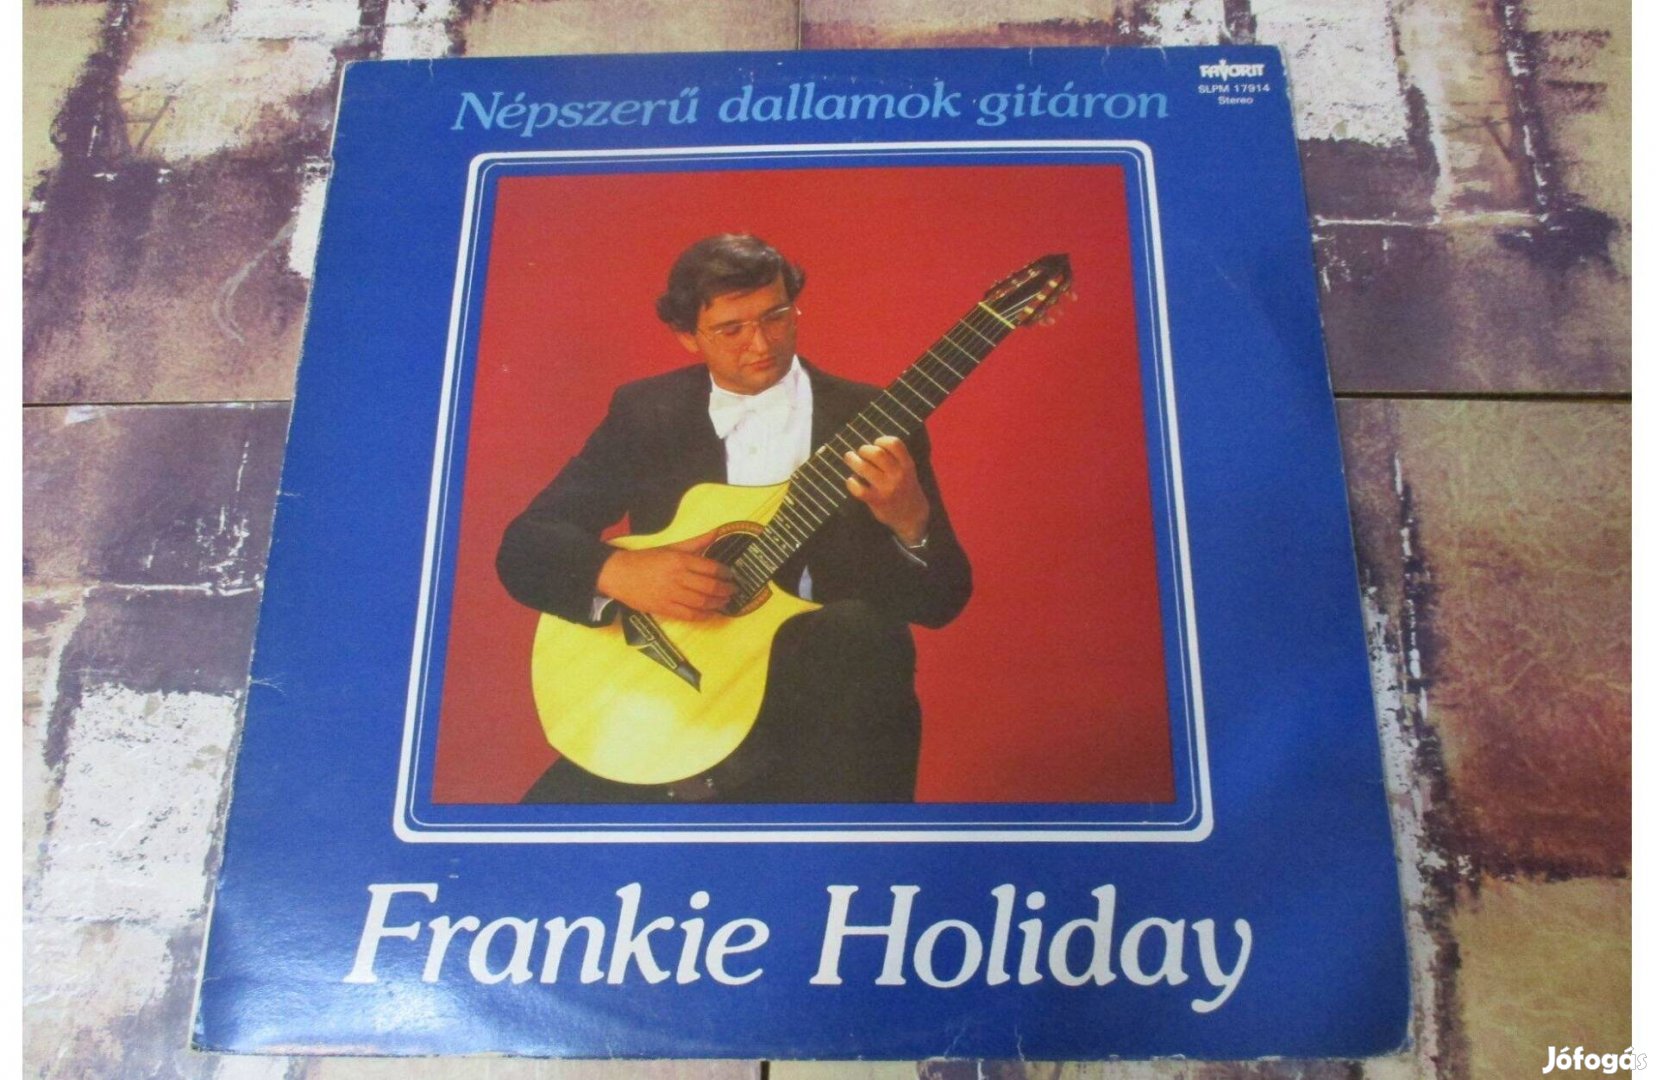 FAVORIT
SLPM 17914
Stereo
Népszerű dallamok gitáron
Frankie Holiday
Jófogás